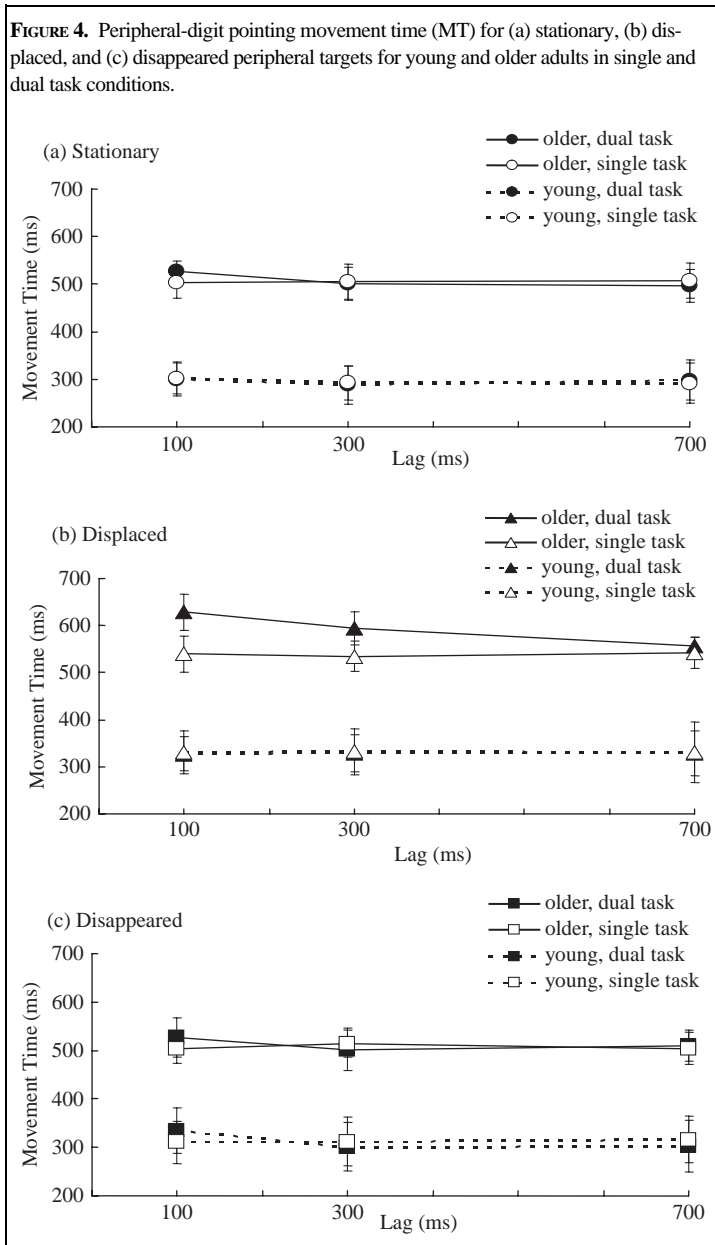 FIGURE 4. Peripheral-digit pointing movement time (MT) for (a) stationary, (b) dis-
placed, and (c) disappeared peripheral targets for young and older adults in single and
dual task conditions.
(a) Stationary
older, dual task
older, single task
young, dual task
young, single task
Movement Time (ms)
700
600
500
400
300
200
100
300
700
Lag (ms)
(b) Displaced
older, dual task
older, single task
young, dual task
young, single task
Movement Time (ms)
700
600
500
400
300
200
100
300
700
Lag (ms)
(c) Disappeared
older, dual task
older, single task
young, dual task
young, single task
Movement Time (ms)
700
600
500
400
300
200
100
300
700
Lag (ms)